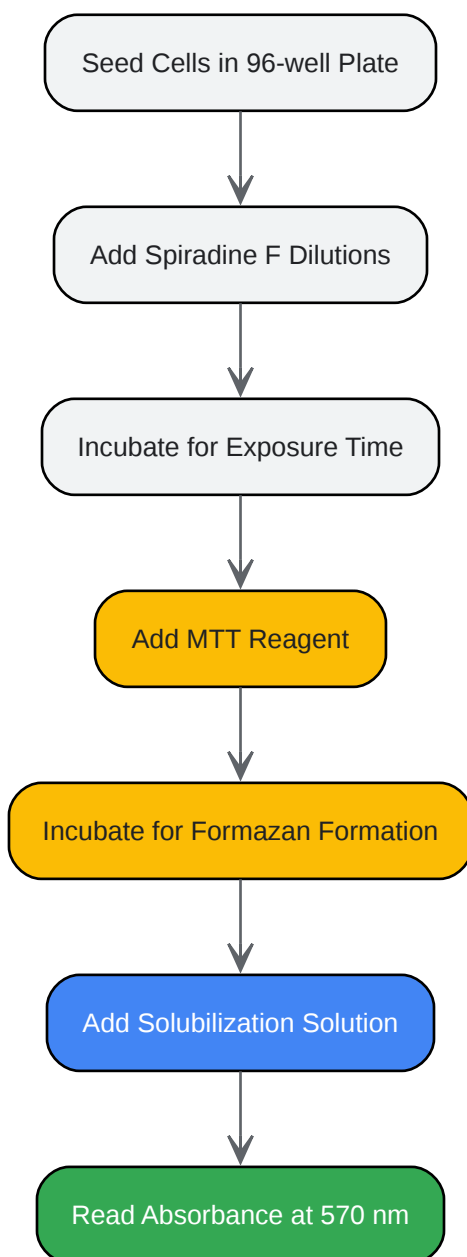 Seed Cells in 96-well Plate
Add Spiradine F Dilutions
Incubate for Exposure Time
Add MTT Reagent
Incubate for Formazan Formation
Add Solubilization Solution
Read Absorbance at 570 nm